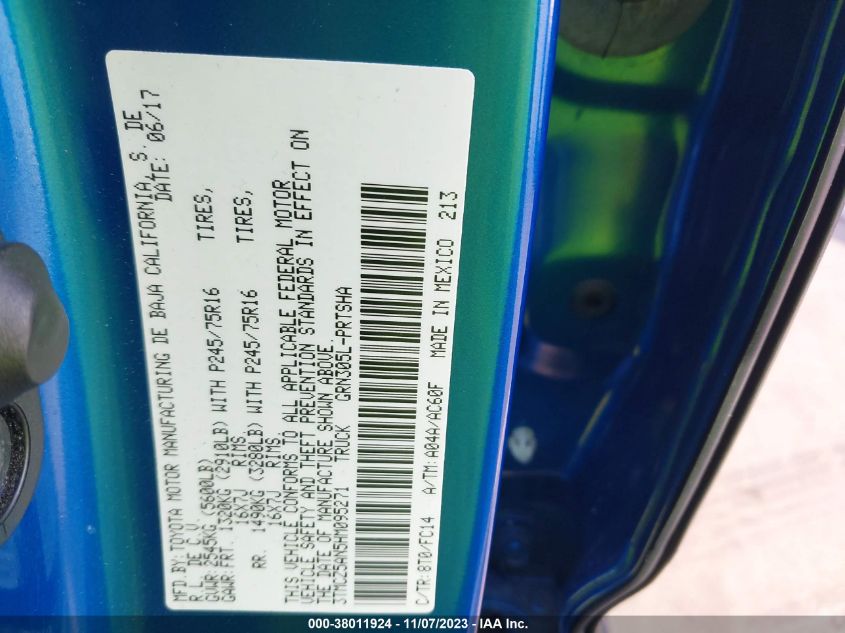 MFD.BY:TOYOTA MOTOR MANUFACTURING DE BAJA CALIFORNIA, S. DE
R.L. DE C.V. DATE: 06/17
GVWR:2545KG (5600LB)
GAWR:FRT. 1320KG (2910LB) WITH P245/75R16 TIRES,
16X7J RIMS.
RR. 1490KG (3280LB) WITH P245/75R16 TIRES,
16X7J RIMS.
THIS VEHICLE CONFORMS TO ALL APPLICABLE FEDERAL MOTOR
VEHICLE SAFETY AND THEFT PREVENTION STANDARDS IN EFFECT ON
THE DATE OF MANUFACTURE SHOWN ABOVE.
3TMCZ5AN5HM095271 TRUCK GRN305L-PRTSHA
C/TR:8T0/FC14 A/TM:A04A/AC60F MADE IN MEXICO 213
000-38011924 - 11/07/2023 - IAA Inc.